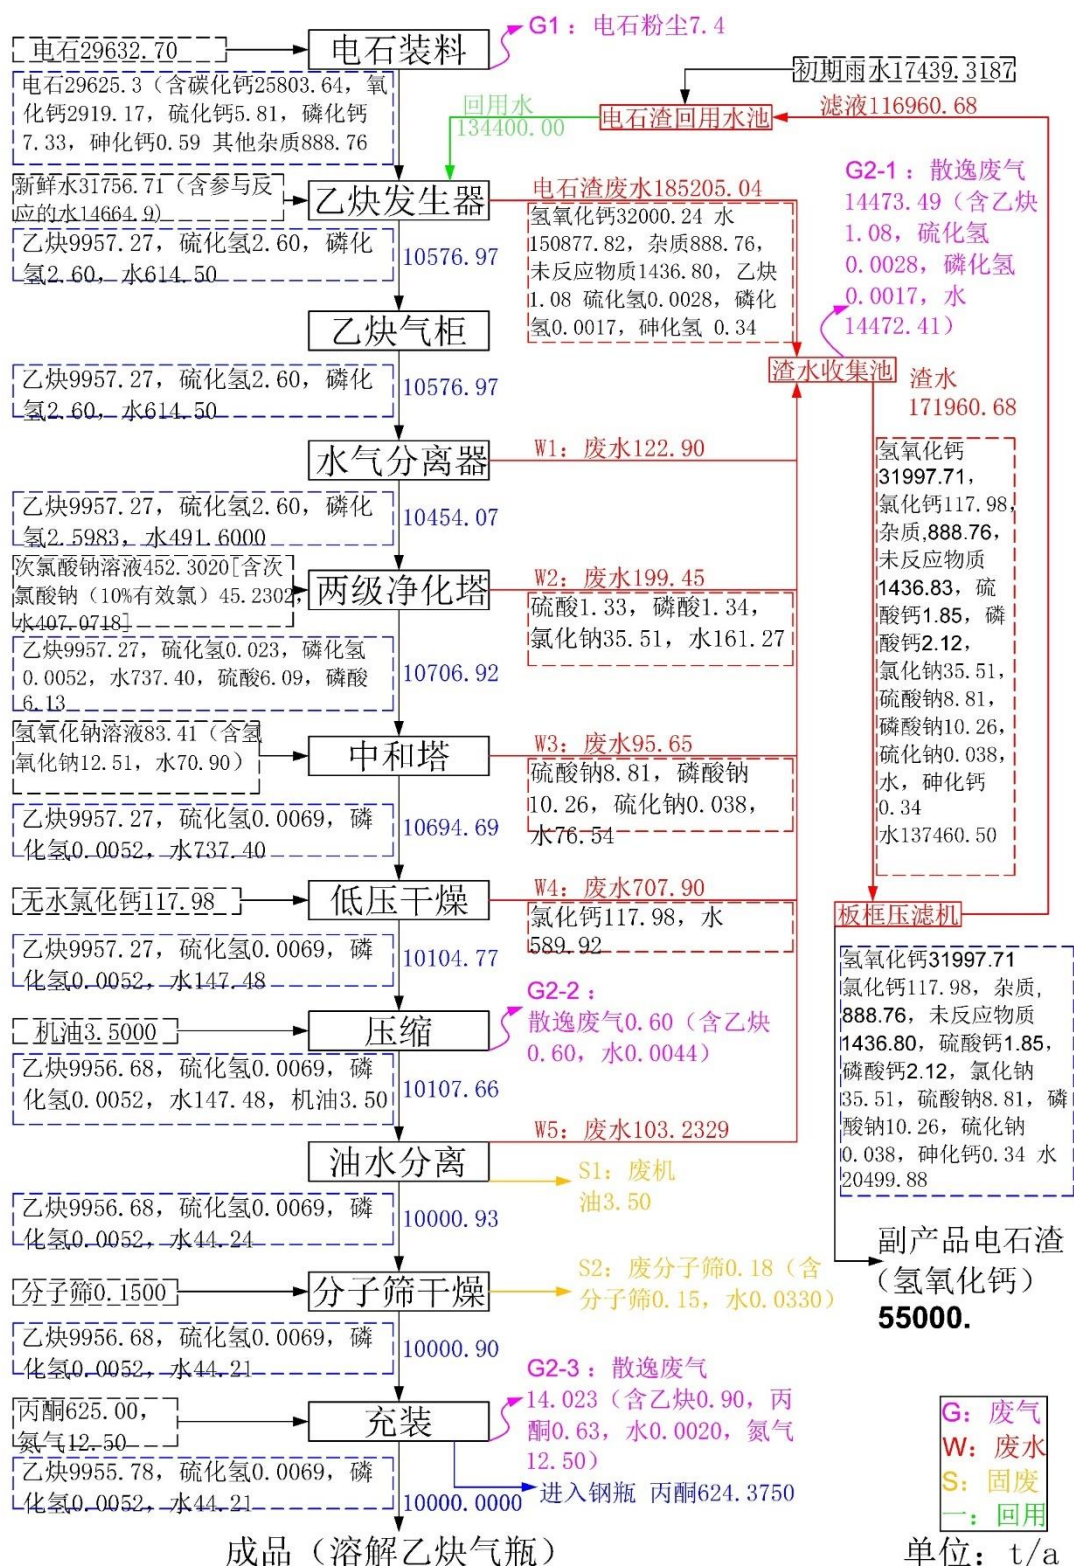 电石29632.70
电石装料
G1：电石粉尘7.4
电石29625.3（含碳化钙25803.64，氧
化钙2919.17，硫化钙5.81，磷化钙
7.33，砷化钙0.59 其他杂质888.76
初期雨水17439.3187
回用水
134400.00
电石渣回用水池
滤液116960.68
新鲜水31756.71（含参与反
应的水14664.9）
乙炔发生器
电石渣废水185205.04
氢氧化钙32000.24 水
150877.82，杂质888.76，
未反应物质1436.80，乙炔
1.08 硫化氢0.0028，磷化
氢0.0017，砷化氢 0.34
G2-1：散逸废气
14473.49（含乙炔
1.08，硫化氢
0.0028，磷化氢
0.0017，水
14472.41）
乙炔9957.27，硫化氢2.60，磷化
氢2.60，水614.50
10576.97
乙炔气柜
渣水收集池
渣水
171960.68
乙炔9957.27，硫化氢2.60，磷化
氢2.60，水614.50
10576.97
水气分离器
W1：废水122.90
氢氧化钙
31997.71，
氯化钙117.98，
杂质,888.76，
未反应物质
1436.83，硫
酸钙1.85，磷
酸钙2.12，
氯化钠35.51，
硫酸钠8.81，
磷酸钠10.26，
硫化钠0.038，
水，砷化钙
0.34
水137460.50
乙炔9957.27，硫化氢2.60，磷化
氢2.5983，水491.6000
10454.07
次氯酸钠溶液452.3020[含次
氯酸钠（10%有效氯）45.2302，
水407.0718]
两级净化塔
W2：废水199.45
硫酸1.33，磷酸1.34，
氯化钠35.51，水161.27
乙炔9957.27，硫化氢0.023，磷化氢
0.0052，水737.40，硫酸6.09，磷酸
6.13
10706.92
氢氧化钠溶液83.41（含氢
氧化钠12.51，水70.90）
中和塔
W3：废水95.65
硫酸钠8.81，磷酸钠
10.26，硫化钠0.038，
水76.54
乙炔9957.27，硫化氢0.0069，磷
化氢0.0052，水737.40
10694.69
无水氯化钙117.98
低压干燥
W4：废水707.90
氯化钙117.98，水
589.92
板框压滤机
乙炔9957.27，硫化氢0.0069，磷
化氢0.0052，水147.48
10104.77
氢氧化钙31997.71
氯化钙117.98，杂质,
888.76，未反应物质
1436.80，硫酸钙1.85，
磷酸钙2.12，氯化钠
35.51，硫酸钠8.81，磷
酸钠10.26，硫化钠
0.038，砷化钙0.34 水
20499.88
机油3.5000
压缩
G2-2：
散逸废气0.60（含乙炔
0.60，水0.0044）
乙炔9956.68，硫化氢0.0069，磷
化氢0.0052，水147.48，机油3.50
10107.66
油水分离
W5：废水103.2329
S1：废机
油3.50
乙炔9956.68，硫化氢0.0069，磷
化氢0.0052，水44.24
10000.93
副产品电石渣
（氢氧化钙）
55000.
分子筛0.1500
分子筛干燥
S2：废分子筛0.18（含
分子筛0.15，水0.0330）
乙炔9956.68，硫化氢0.0069，磷
化氢0.0052，水44.21
10000.90
丙酮625.00，
氮气12.50
充装
G2-3：散逸废气
14.023（含乙炔0.90，丙
酮0.63，水0.0020，氮气
12.50）
乙炔9955.78，硫化氢0.0069，磷
化氢0.0052，水44.21
10000.0000
进入钢瓶 丙酮624.3750
G：废气
W：废水
S：固废
一：回用
成品（溶解乙炔气瓶）
单位：t/a